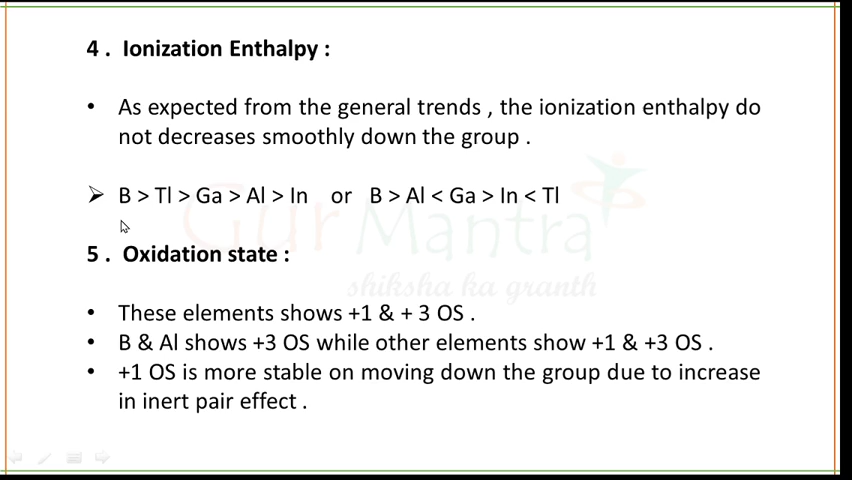 4 .  Ionization Enthalpy :
• As expected from the general trends , the ionization enthalpy do
not decreases smoothly down the group .
➢ B > Tl > Ga > Al > In    or   B > Al < Ga > In < Tl
5 .  Oxidation state :
• These elements shows +1 & + 3 OS .
• B & Al shows +3 OS while other elements show +1 & +3 OS .
• +1 OS is more stable on moving down the group due to increase
in inert pair effect .
Gur Mantra
shiksha ka granth